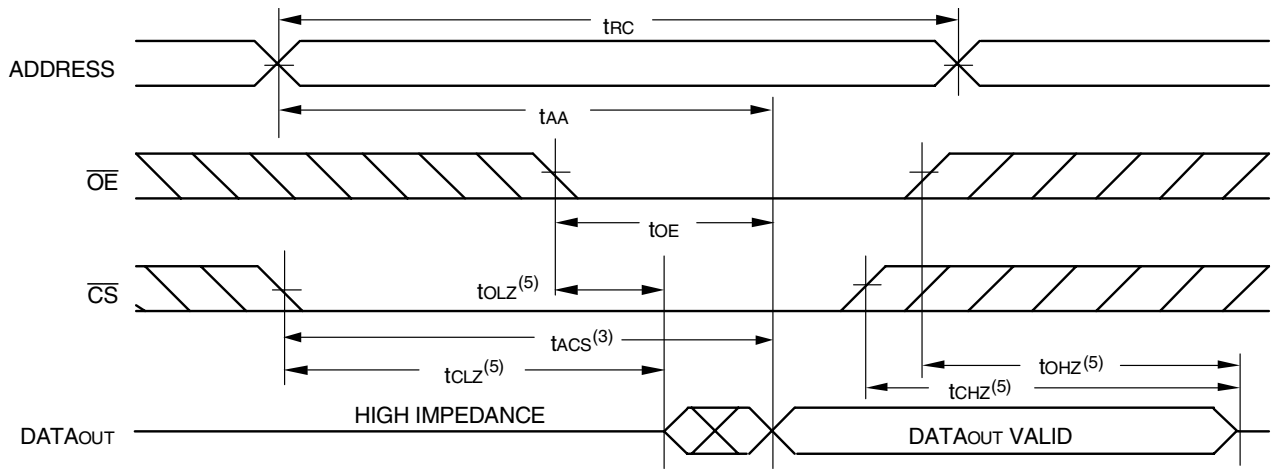 tRC
ADDRESS
tAA
OE
tOE
CS
tOLZ(5)
tACS(3)
tOHZ(5)
tCLZ(5)
tCHZ(5)
HIGH IMPEDANCE
DATAOUT
DATAOUT VALID